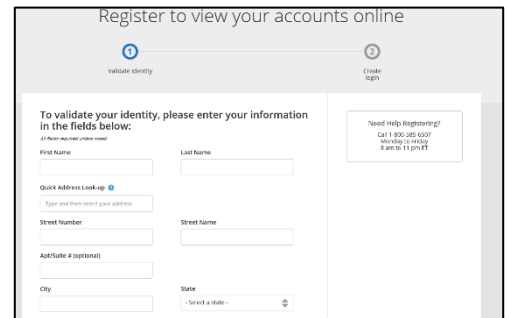 Register to view your accounts online
1
2
Validate Identity
Create
login
To validate your identity, please enter your information
in the fields below:
All fields required unless noted
First Name
Last Name
Quick Address Look-up ?
Type and then select your address
Street Number
Street Name
Apt/Suite # (optional)
City
State
- Select a state -
Need Help Registering?
Call 1-800-385-6507
Monday to Friday
8 am to 11 pm ET